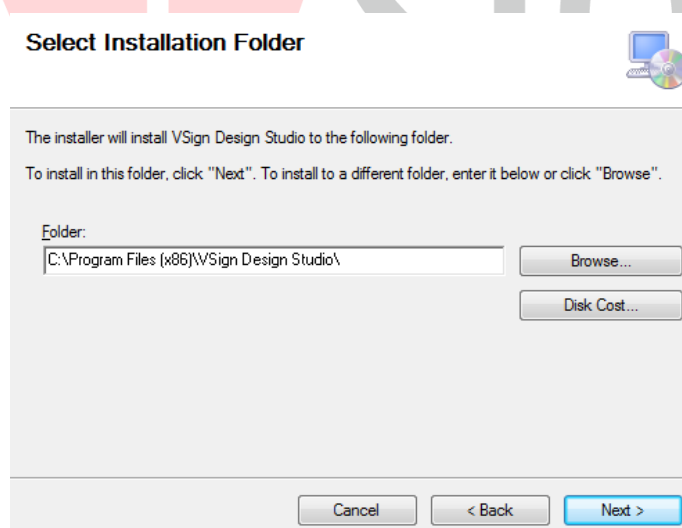 Select Installation Folder
The installer will install VSign Design Studio to the following folder.
To install in this folder, click "Next". To install to a different folder, enter it below or click "Browse".
Folder:
C:\Program Files (x86)\VSign Design Studio\
Browse...
Disk Cost...
Cancel
< Back
Next >